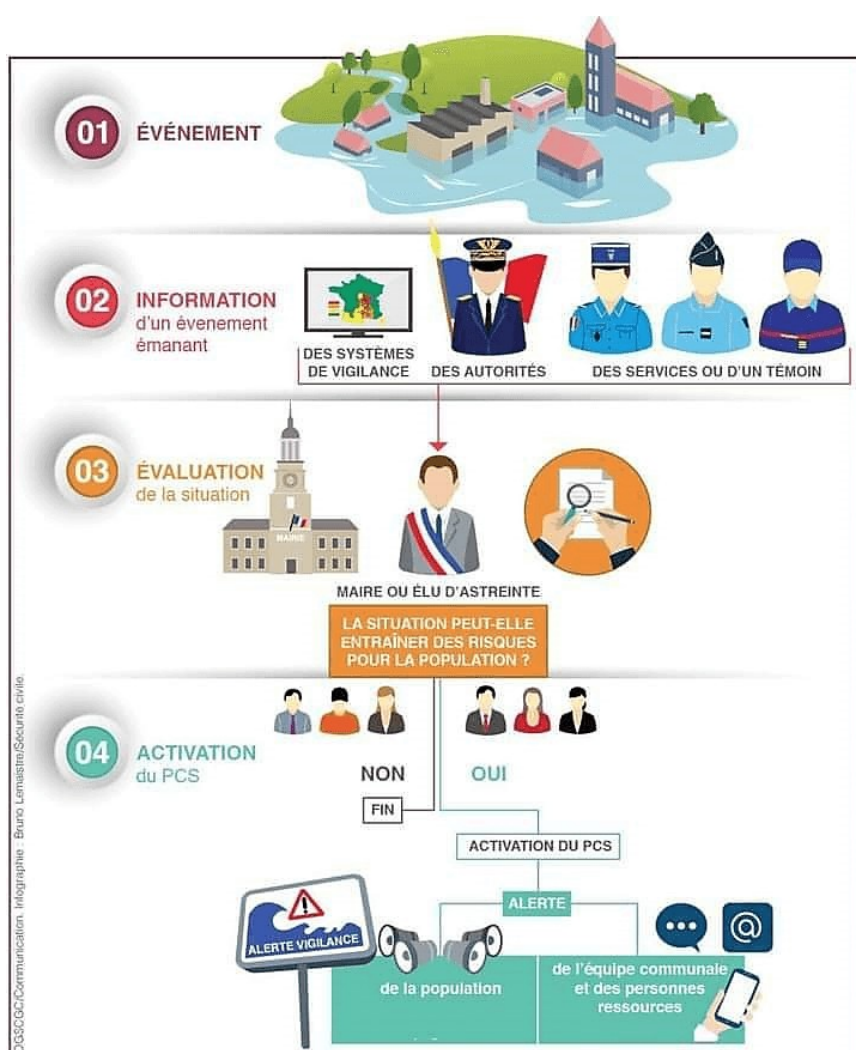 01
ÉVÉNEMENT
02
INFORMATION
d'un évenement
émanant
DES SYSTÈMES
DE VIGILANCE
DES AUTORITÉS
DES SERVICES OU D'UN TÉMOIN
03
ÉVALUATION
de la situation
MAIRIE
MAIRE OU ÉLU D'ASTREINTE
LA SITUATION PEUT-ELLE
ENTRAÎNER DES RISQUES
POUR LA POPULATION ?
04
ACTIVATION
du PCS
NON
OUI
FIN
ACTIVATION DU PCS
ALERTE
ALERTE VIGILANCE
@
de la population
de l'équipe communale
et des personnes
ressources
DGSCGC/Communication. Infographie : Bruno Lemaistre/Sécurité civile.